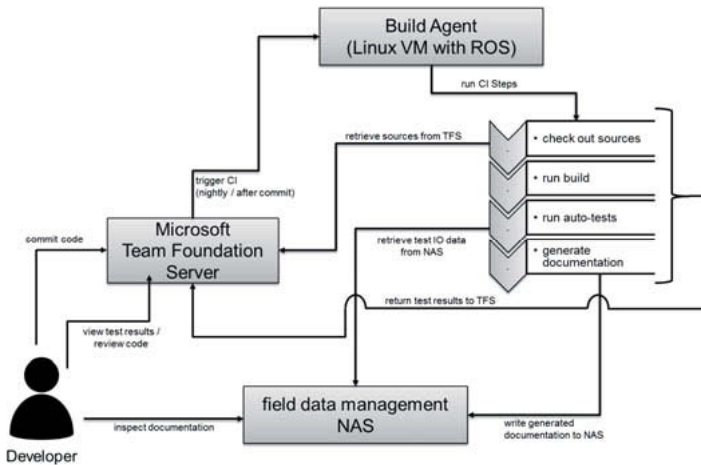 Build Agent
(Linux VM with ROS)
run CI Steps
retrieve sources from TFS
• check out sources
trigger CI
(nightly / after commit)
• run build
commit code
Microsoft
Team Foundation
Server
• run auto-tests
retrieve test IO data
from NAS
• generate
documentation
return test results to TFS
view test results /
review code
field data management
NAS
inspect documentation
write generated
documentation to NAS
Developer